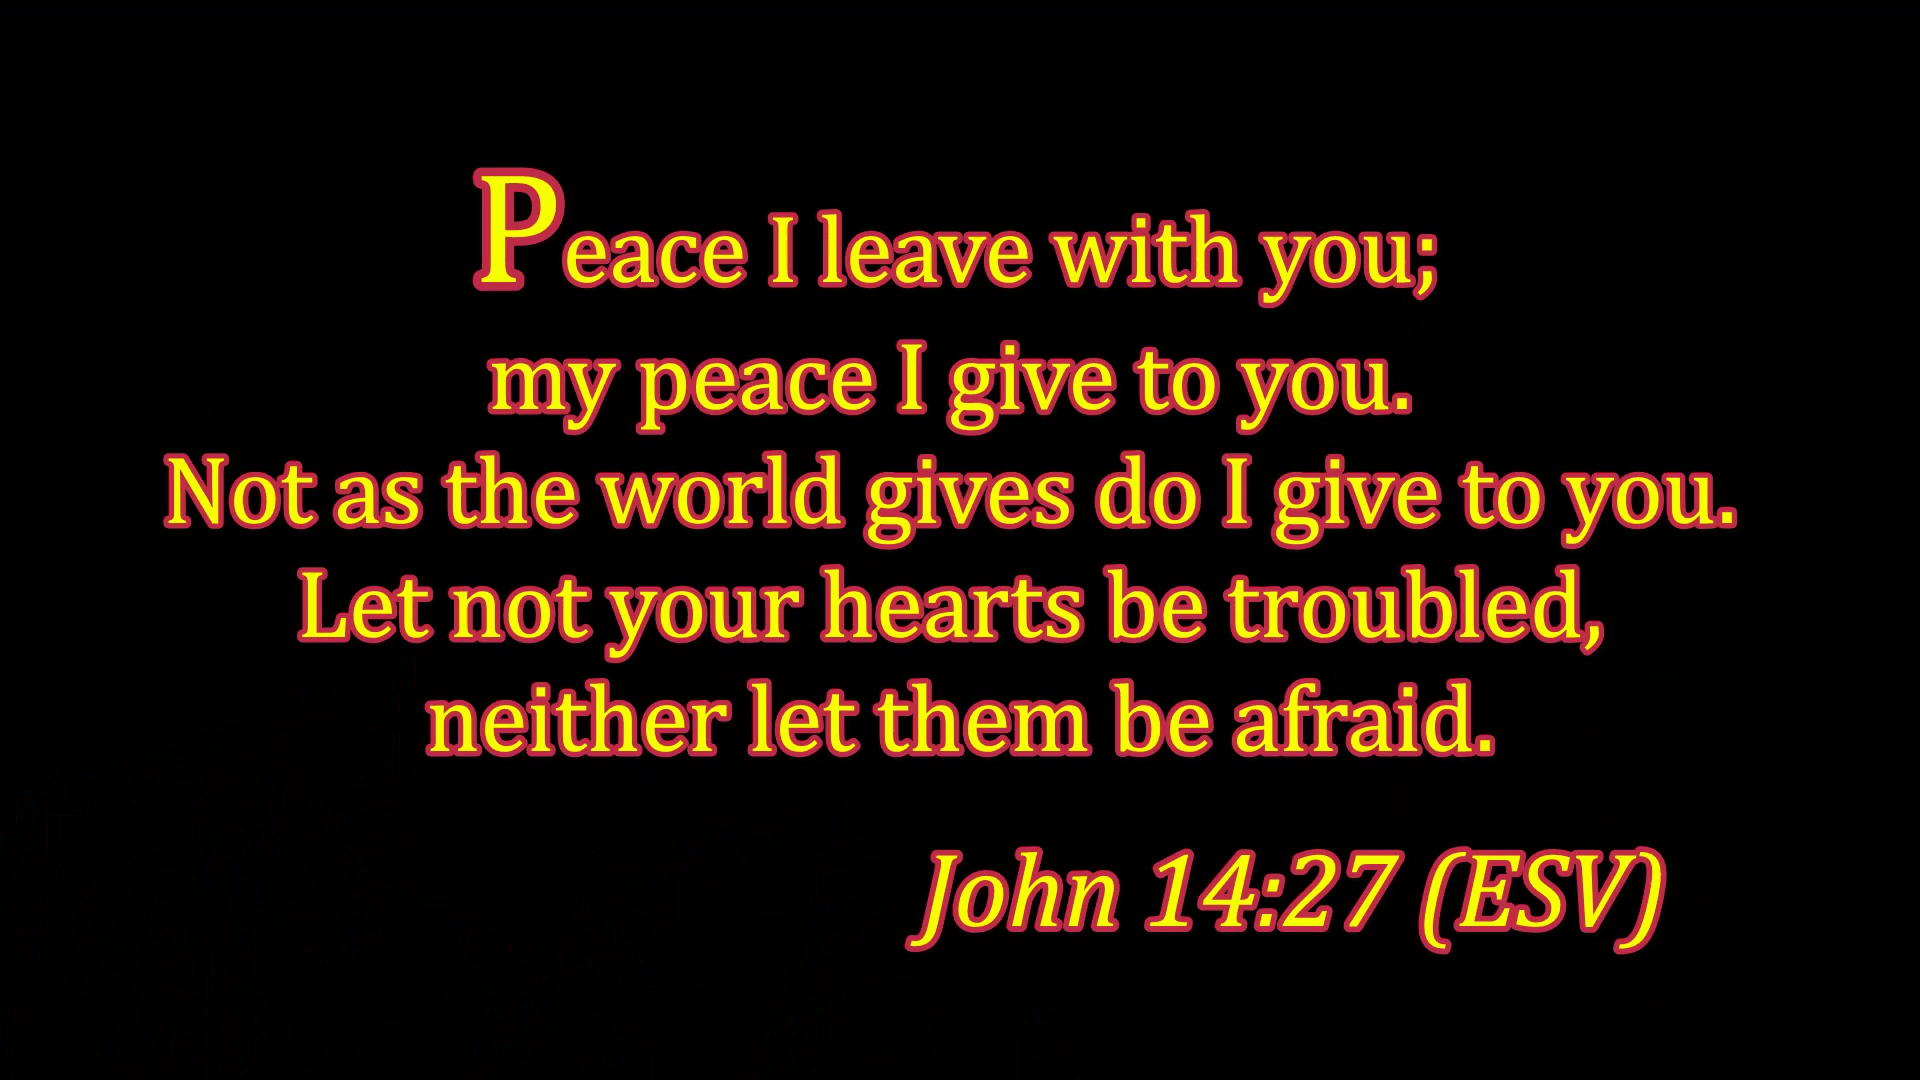 Peace I leave with you;
my peace I give to you.
Not as the world gives do I give to you.
Let not your hearts be troubled,
neither let them be afraid.
John 14:27 (ESV)